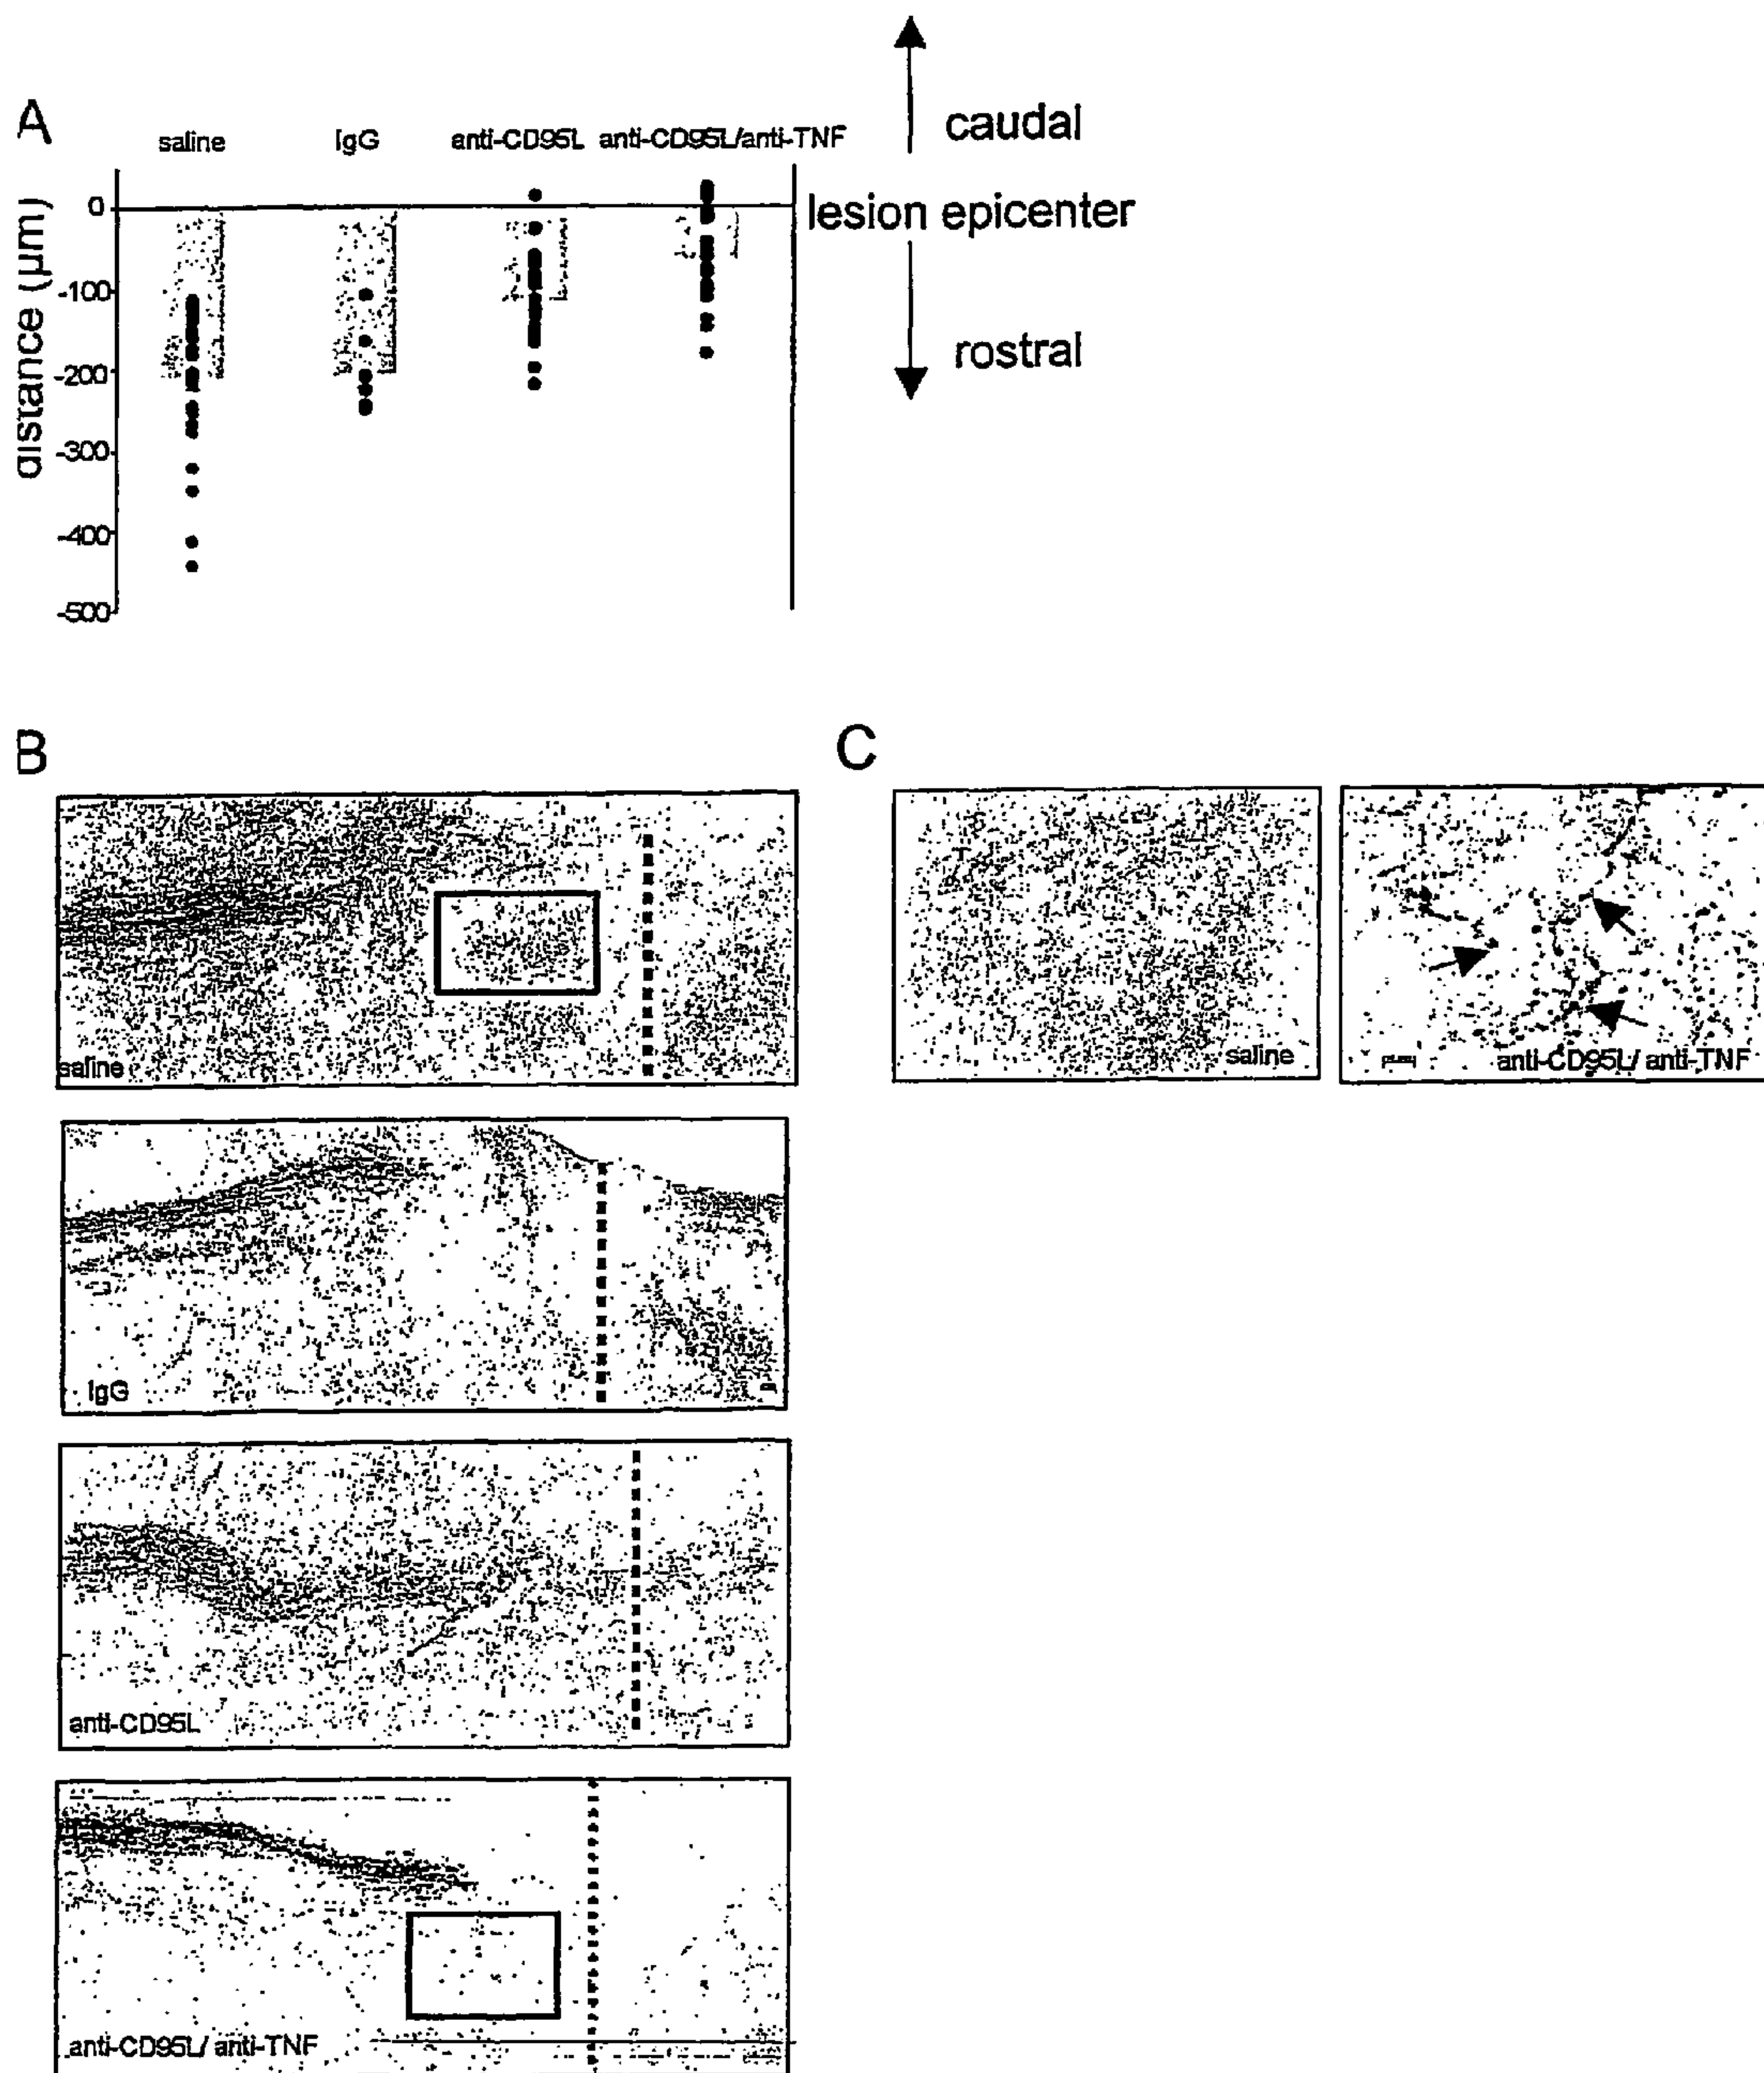 A
saline IgG anti-CD95L anti-CD95L/anti-TNF
caudal
lesion epicenter
rostral
distance (µm)
0
-100
-200
-300
-400
-500
B
saline
IgG
anti-CD95L
anti-CD95L/ anti-TNF
C
saline
anti-CD95L/ anti-TNF